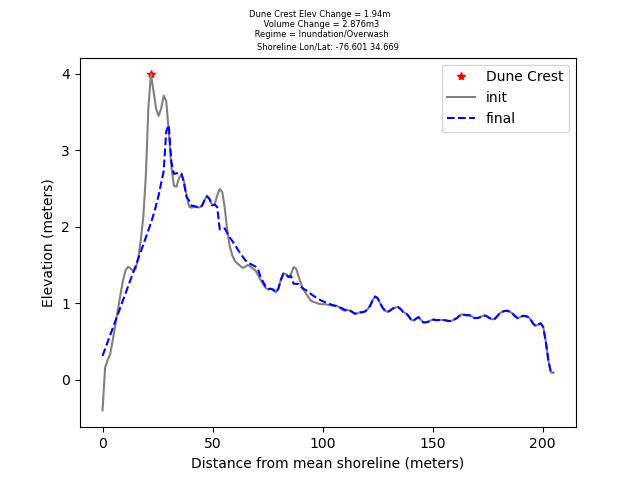 Dune Crest Elev Change = 1.94m
Volume Change = 2.876m3
Regime = Inundation/Overwash
Shoreline Lon/Lat: -76.601 34.669
Dune Crest
init
final
4
3
2
1
0
Elevation (meters)
0
50
100
150
200
Distance from mean shoreline (meters)